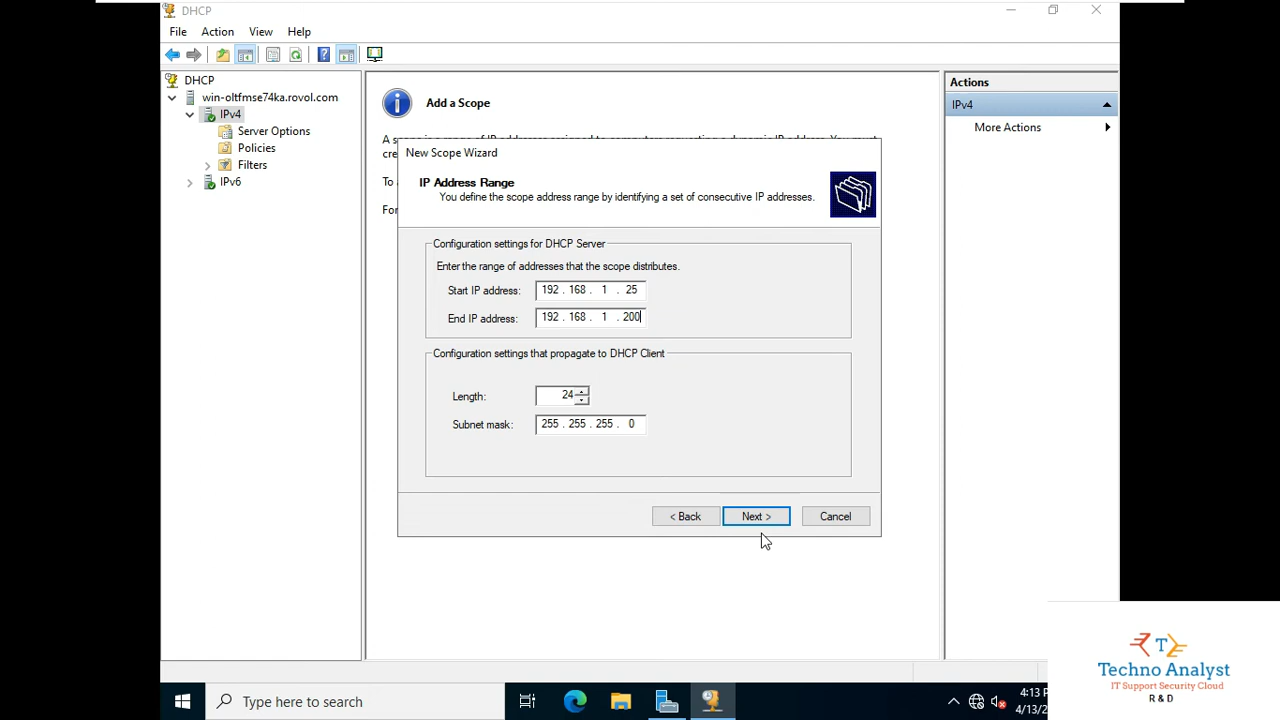 DHCP
File Action View Help
DHCP
win-oltfmse74ka.rovol.com
IPv4
Server Options
Policies
Filters
IPv6
Add a Scope
New Scope Wizard
IP Address Range
You define the scope address range by identifying a set of consecutive IP addresses.
Configuration settings for DHCP Server
Enter the range of addresses that the scope distributes.
Start IP address: 192 . 168 . 1 . 25
End IP address: 192 . 168 . 1 . 200
Configuration settings that propagate to DHCP Client
Length: 24
Subnet mask: 255 . 255 . 255 . 0
< Back Next > Cancel
Actions
IPv4
More Actions
Type here to search
4:13 P
4/13/2
Techno Analyst
IT Support Security Cloud
R & D